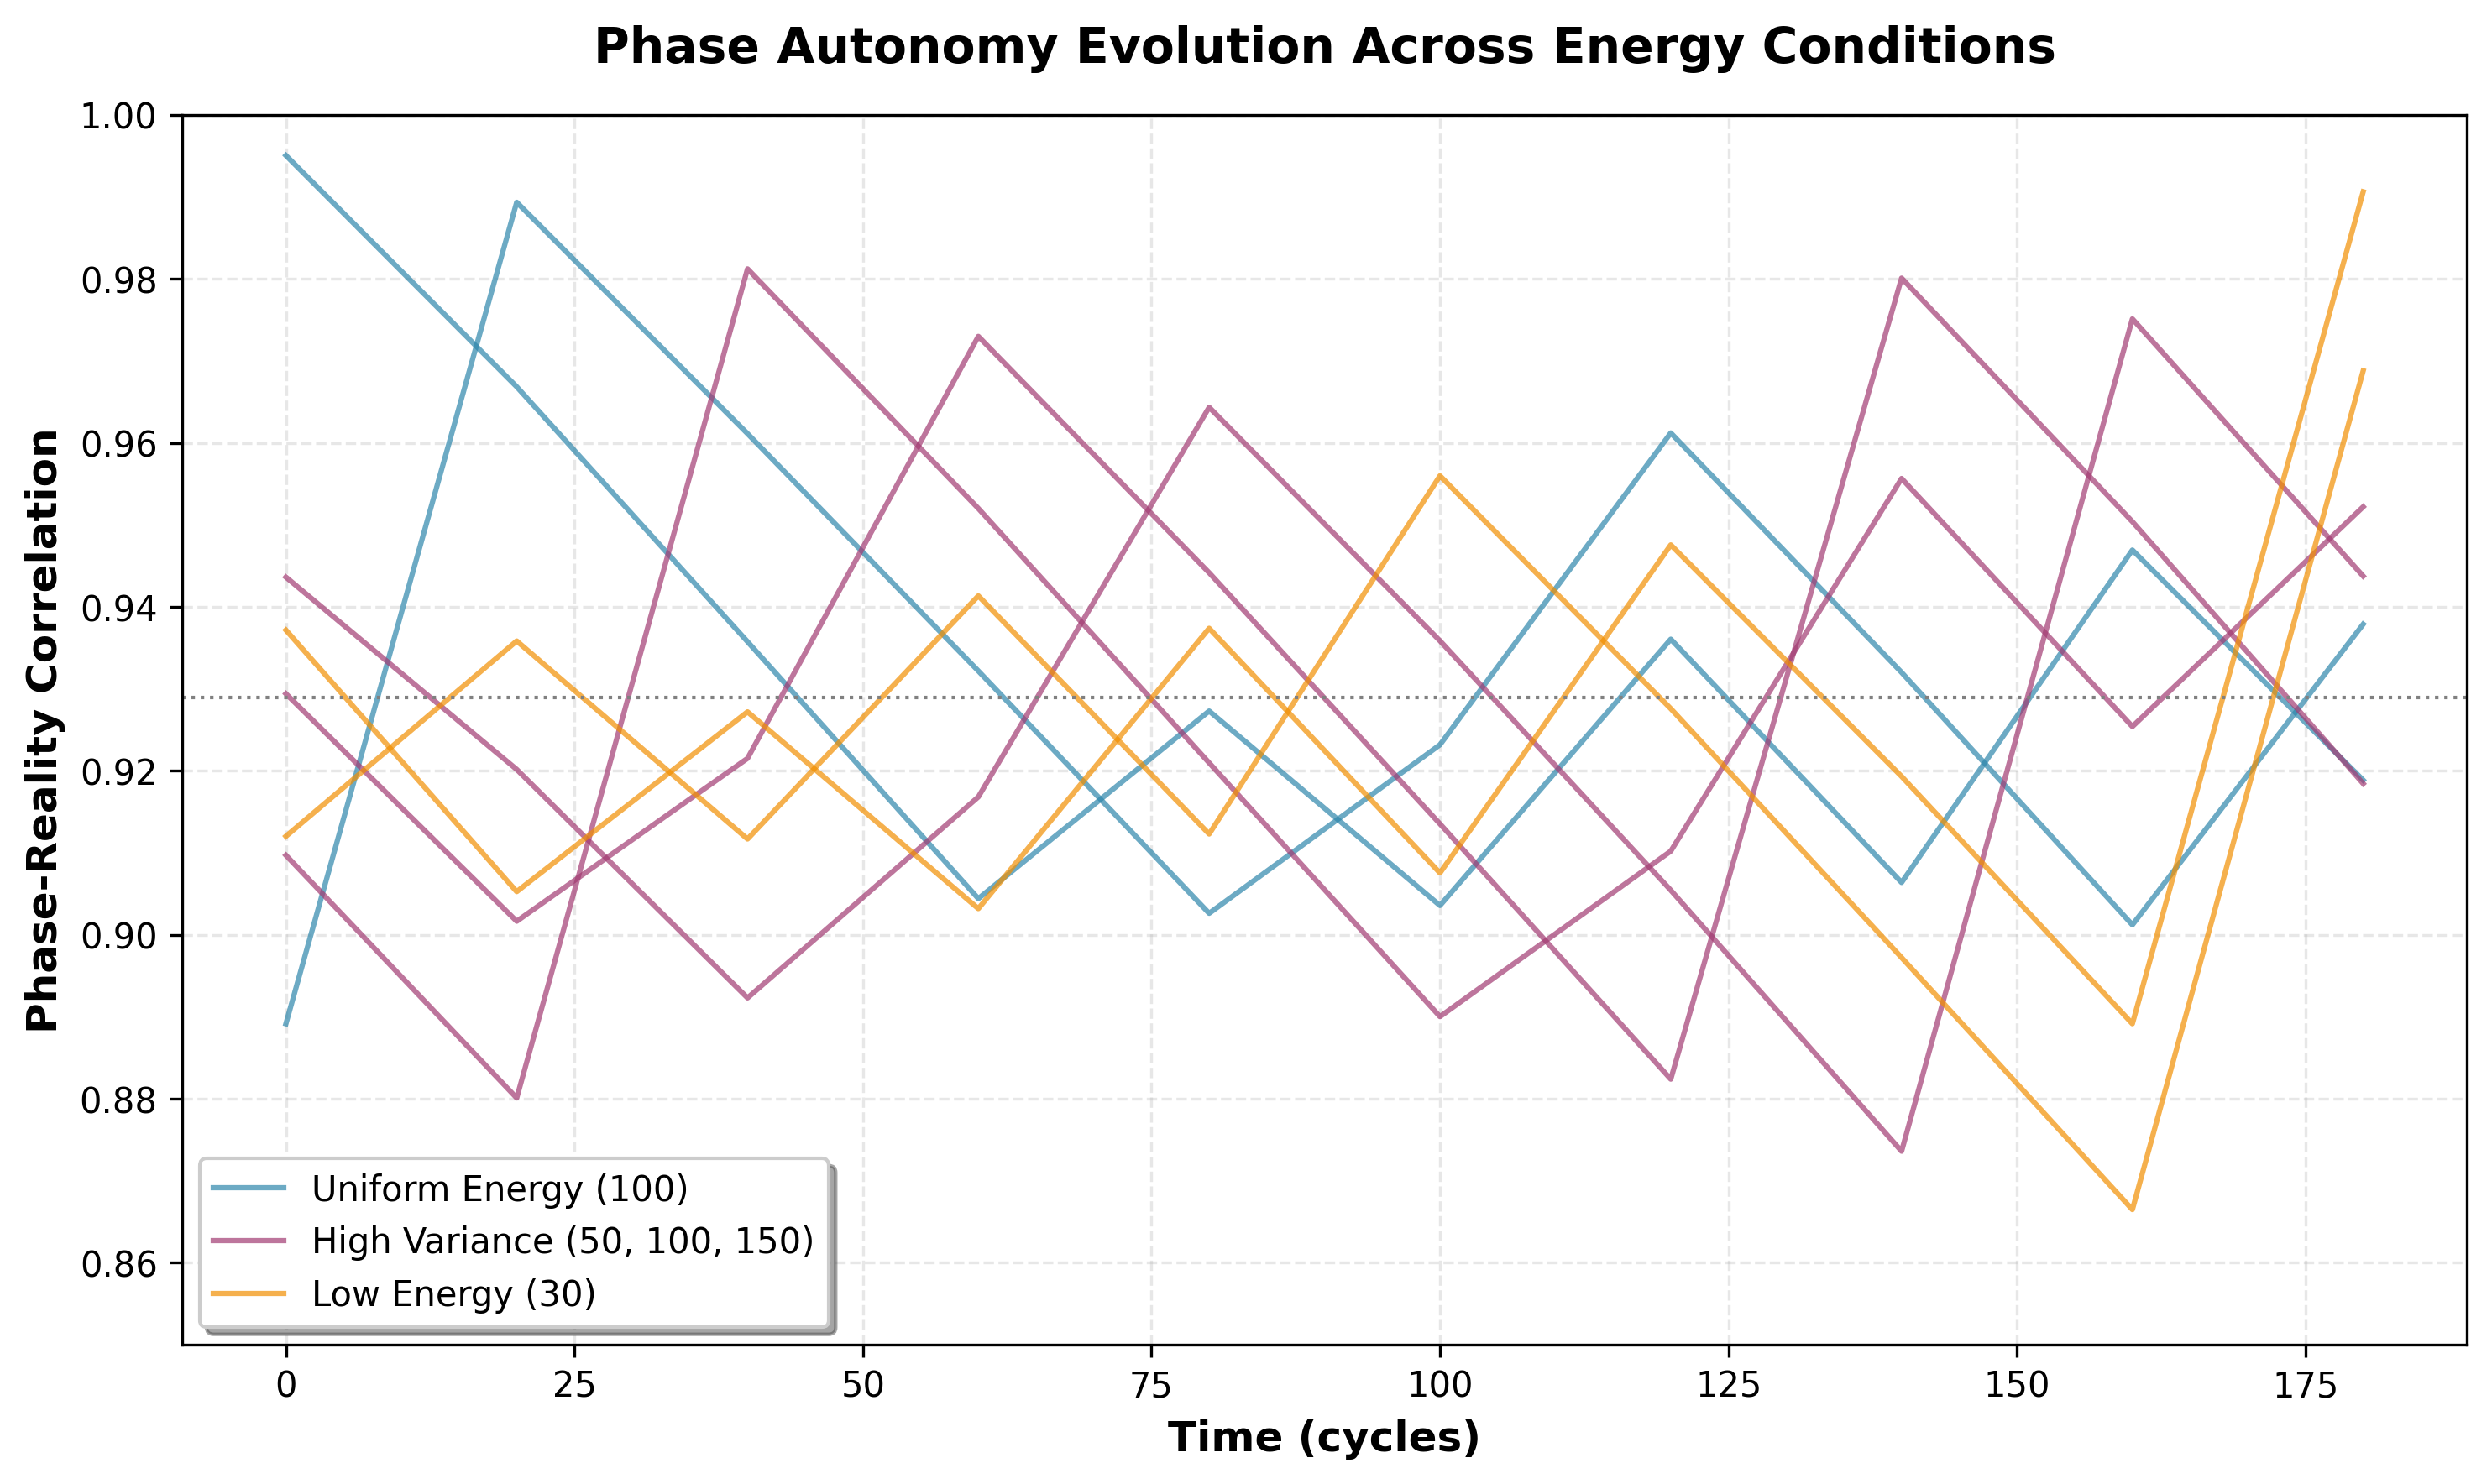 Phase Autonomy Evolution Across Energy Conditions
Phase-Reality Correlation
1.00
0.98
0.96
0.94
0.92
0.90
0.88
0.86
Uniform Energy (100)
High Variance (50, 100, 150)
Low Energy (30)
0 25 50 75 100 125 150 175
Time (cycles)